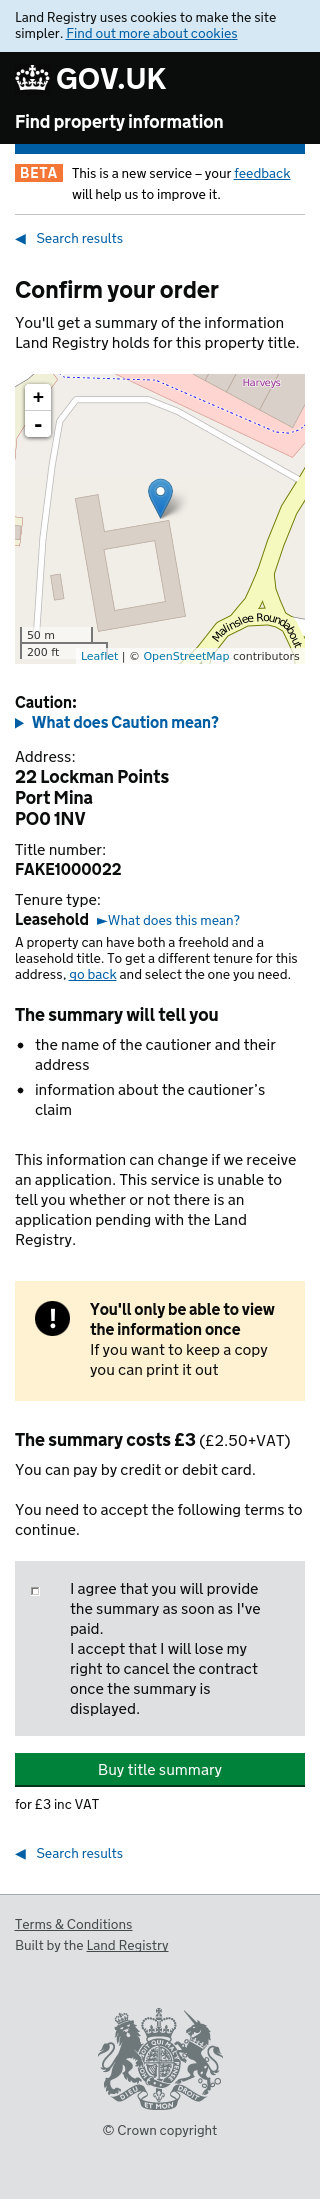 Land Registry uses cookies to make the site
simpler. Find out more about cookies
GOV.UK
Find property information
BETA This is a new service – your feedback
will help us to improve it.
◀ Search results
Confirm your order
You'll get a summary of the information
Land Registry holds for this property title.
Harveys
+
-
Malinslee Roundabout
50 m
200 ft
Leaflet | © OpenStreetMap contributors
Caution:
▶ What does Caution mean?
Address:
22 Lockman Points
Port Mina
PO0 1NV
Title number:
FAKE1000022
Tenure type:
Leasehold ►What does this mean?
A property can have both a freehold and a
leasehold title. To get a different tenure for this
address, go back and select the one you need.
The summary will tell you
• the name of the cautioner and their
address
• information about the cautioner’s
claim
This information can change if we receive
an application. This service is unable to
tell you whether or not there is an
application pending with the Land
Registry.
! You'll only be able to view
the information once
If you want to keep a copy
you can print it out
The summary costs £3 (£2.50+VAT)
You can pay by credit or debit card.
You need to accept the following terms to
continue.
I agree that you will provide
the summary as soon as I've
paid.
I accept that I will lose my
right to cancel the contract
once the summary is
displayed.
Buy title summary
for £3 inc VAT
◀ Search results
Terms & Conditions
Built by the Land Registry
DIEU ET MON DROIT
© Crown copyright